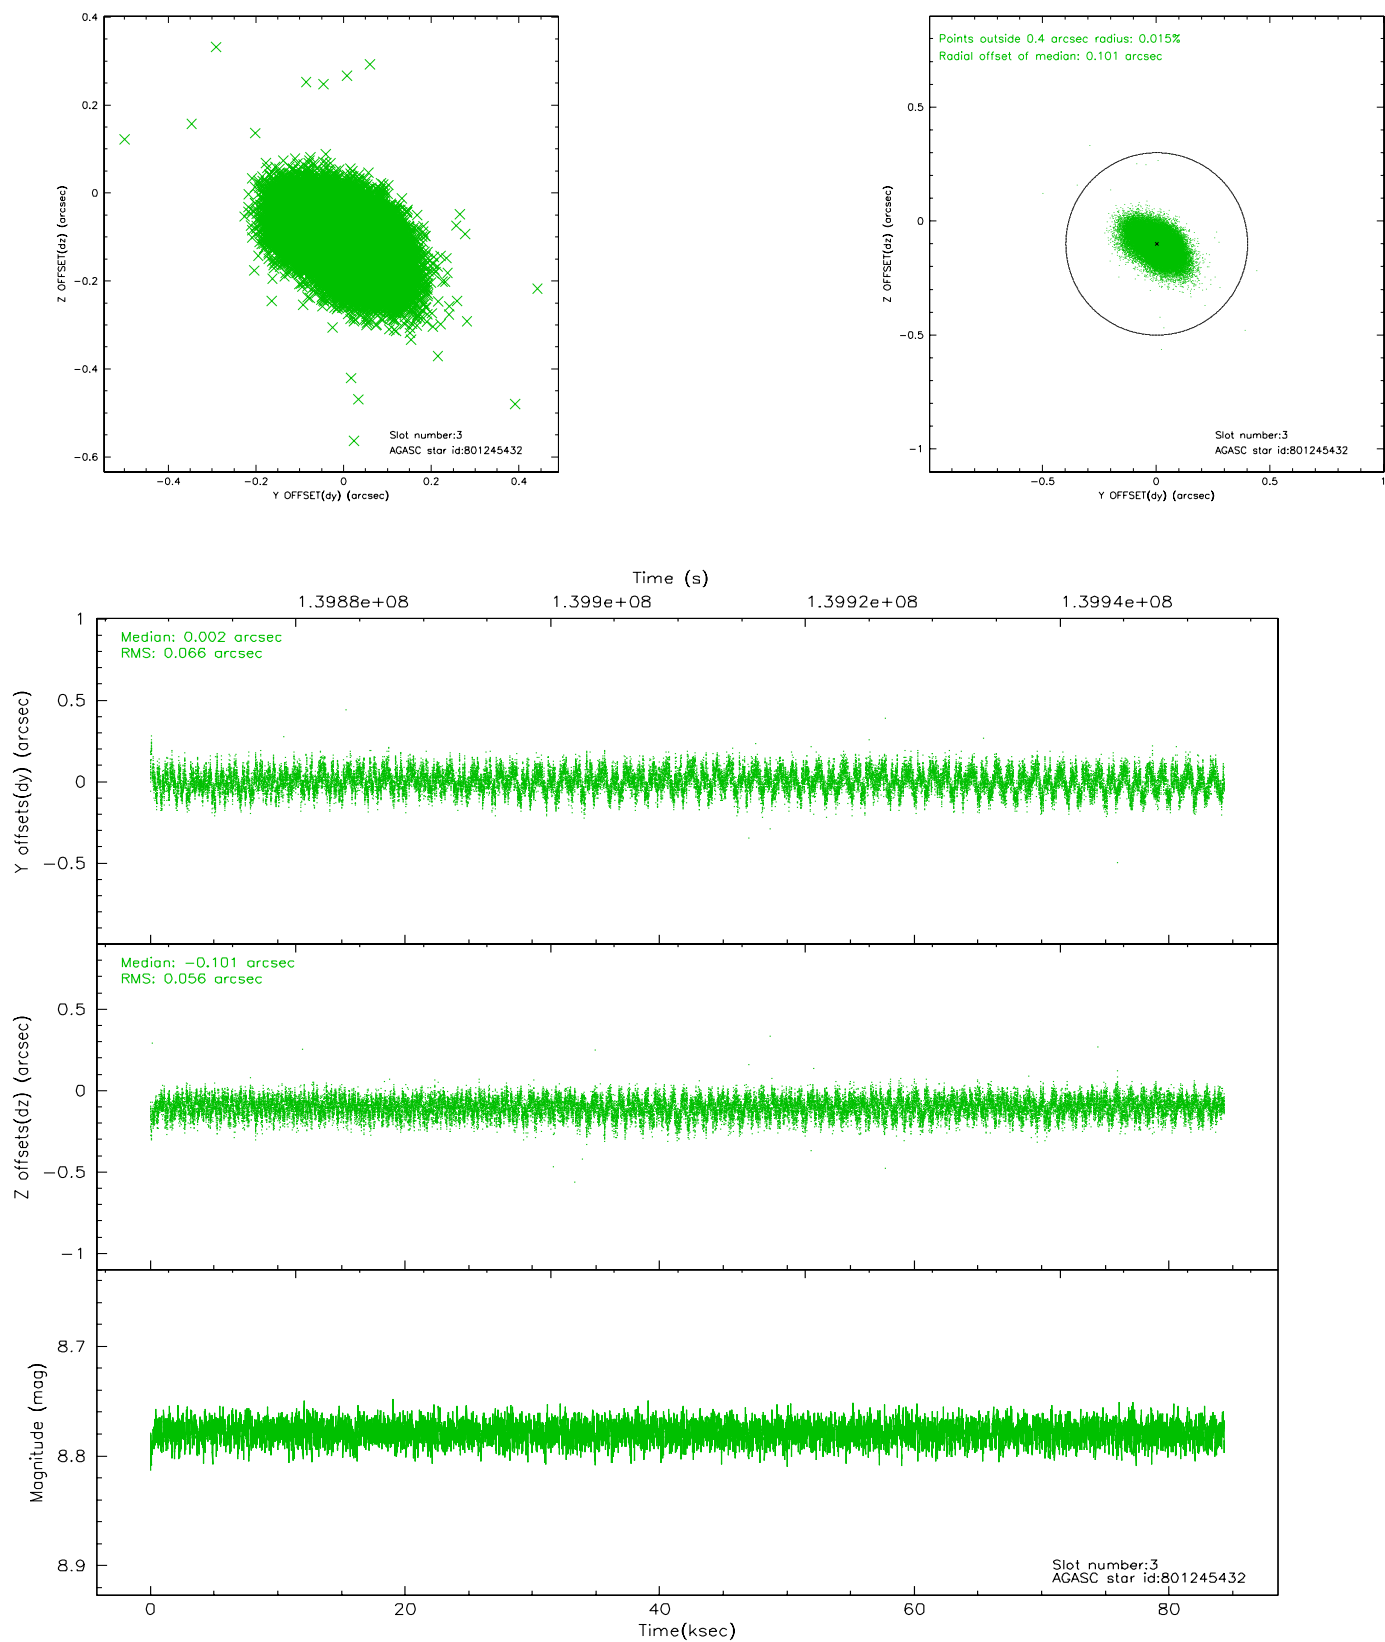 0.4
0.2
0
−0.2
−0.4
−0.6
Z OFFSET(dz) (arcsec)
−0.4 −0.2 0 0.2 0.4
Y OFFSET(dy) (arcsec)
Slot number:3
AGASC star id:801245432
Points outside 0.4 arcsec radius: 0.015%
Radial offset of median: 0.101 arcsec
0.5
0
−0.5
−1
Z OFFSET(dz) (arcsec)
−0.5 0 0.5 1
Y OFFSET(dy) (arcsec)
Slot number:3
AGASC star id:801245432
Time (s)
1.3988e+08 1.399e+08 1.3992e+08 1.3994e+08
Median: 0.002 arcsec
RMS: 0.066 arcsec
1
0.5
0
−0.5
Y offsets(dy) (arcsec)
Median: −0.101 arcsec
RMS: 0.056 arcsec
0.5
0
−0.5
−1
Z offsets(dz) (arcsec)
8.7
8.8
8.9
Magnitude (mag)
Slot number:3
AGASC star id:801245432
0 20 40 60 80
Time(ksec)